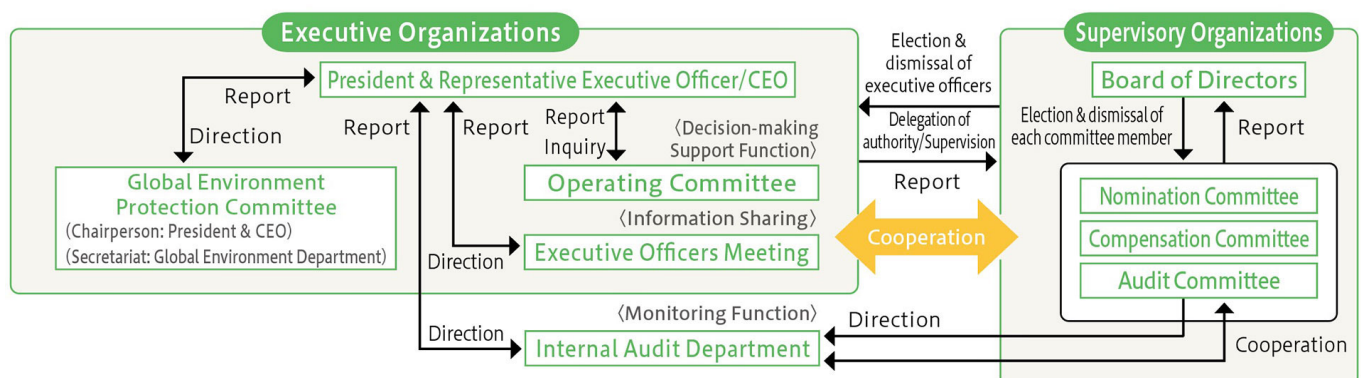 Executive Organizations
President & Representative Executive Officer/CEO
Report
Direction
Global Environment
Protection Committee
(Chairperson: President & CEO)
(Secretariat: Global Environment Department)
Report
Report
Report
Inquiry
〈Decision-making
Support Function〉
Operating Committee
〈Information Sharing〉
Direction
Executive Officers Meeting
〈Monitoring Function〉
Direction
Internal Audit Department
Election &
dismissal of
executive officers
Delegation of
authority/Supervision
Report
Cooperation
Direction
Supervisory Organizations
Board of Directors
Election & dismissal of
each committee member
Report
Nomination Committee
Compensation Committee
Audit Committee
Cooperation